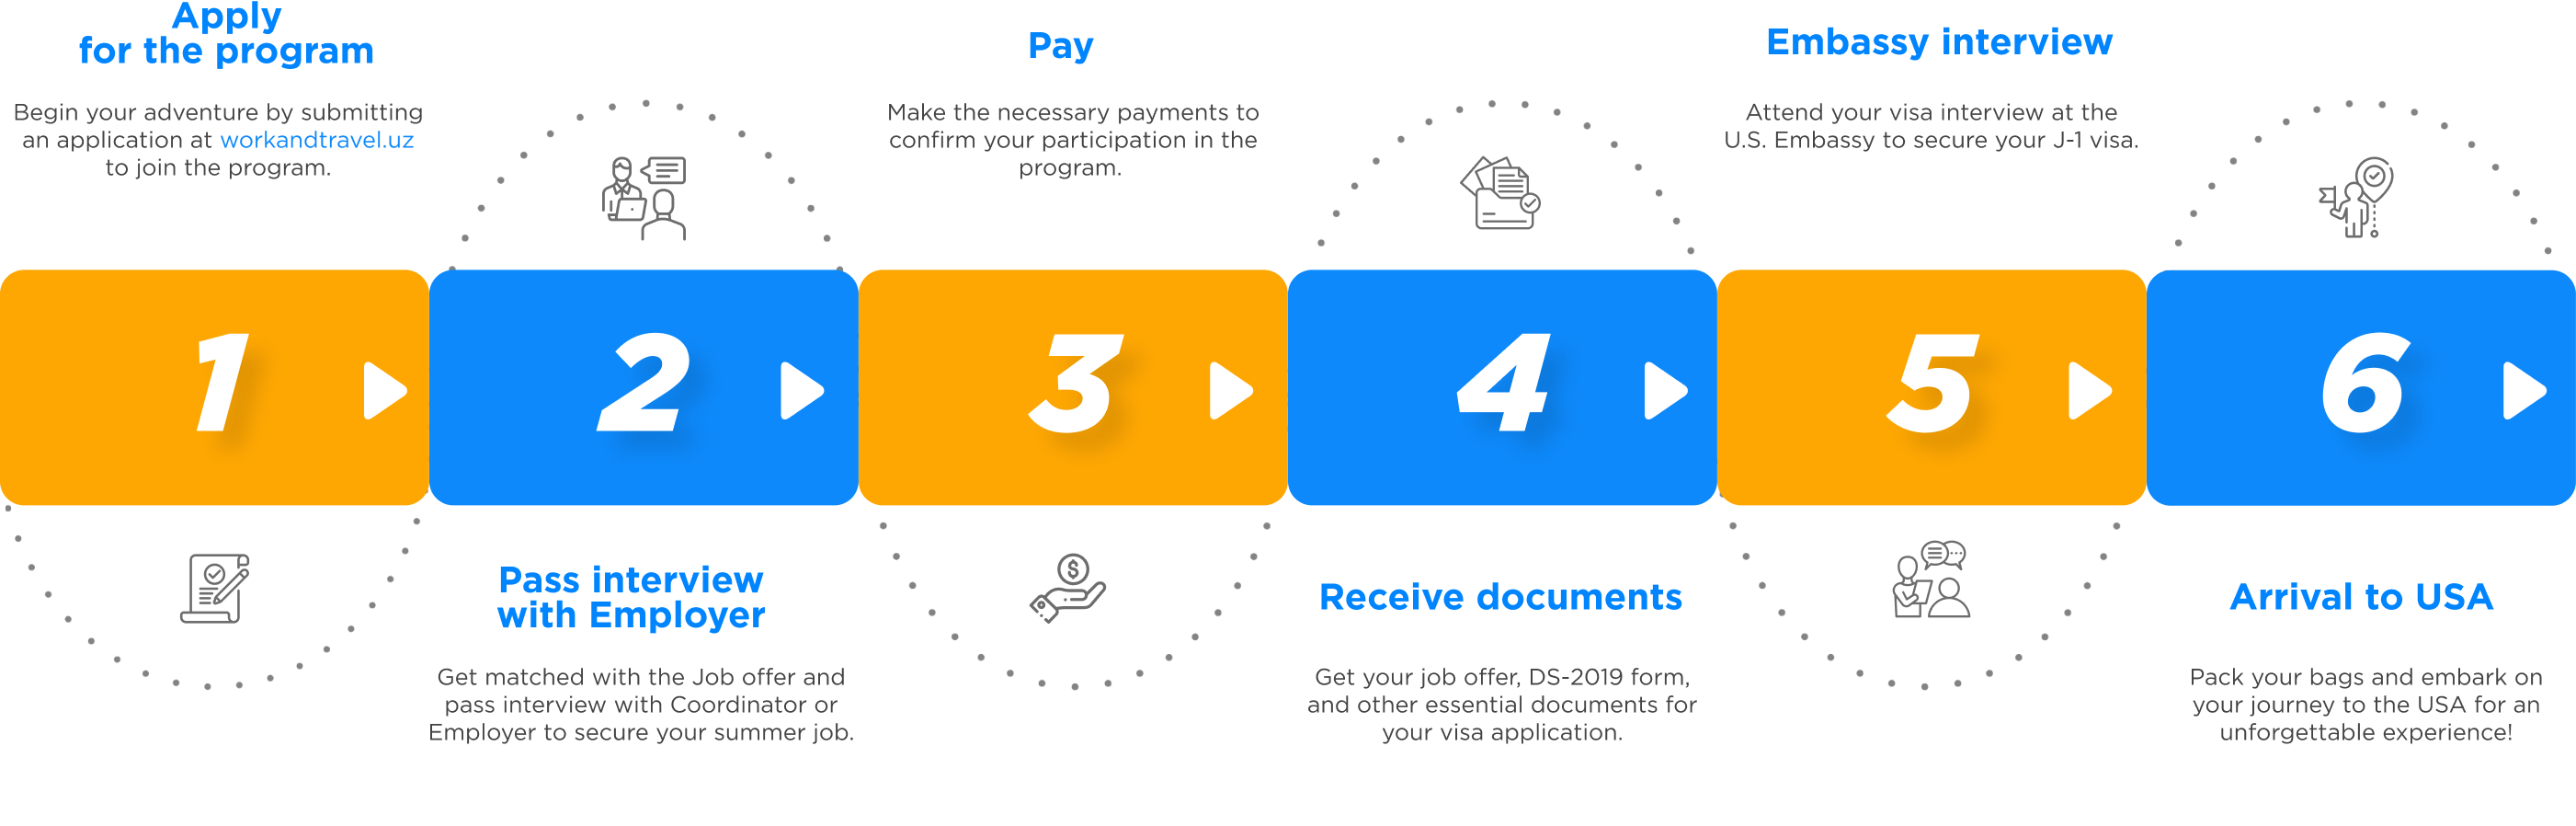 Apply
for the program
Begin your adventure by submitting
an application at workandtravel.uz
to join the program.
1
2
Pass interview
with Employer
Get matched with the Job offer and
pass interview with Coordinator or
Employer to secure your summer job.
Pay
Make the necessary payments to
confirm your participation in the
program.
3
$
4
Receive documents
Get your job offer, DS-2019 form,
and other essential documents for
your visa application.
Embassy interview
Attend your visa interview at the
U.S. Embassy to secure your J-1 visa.
5
6
Arrival to USA
Pack your bags and embark on
your journey to the USA for an
unforgettable experience!